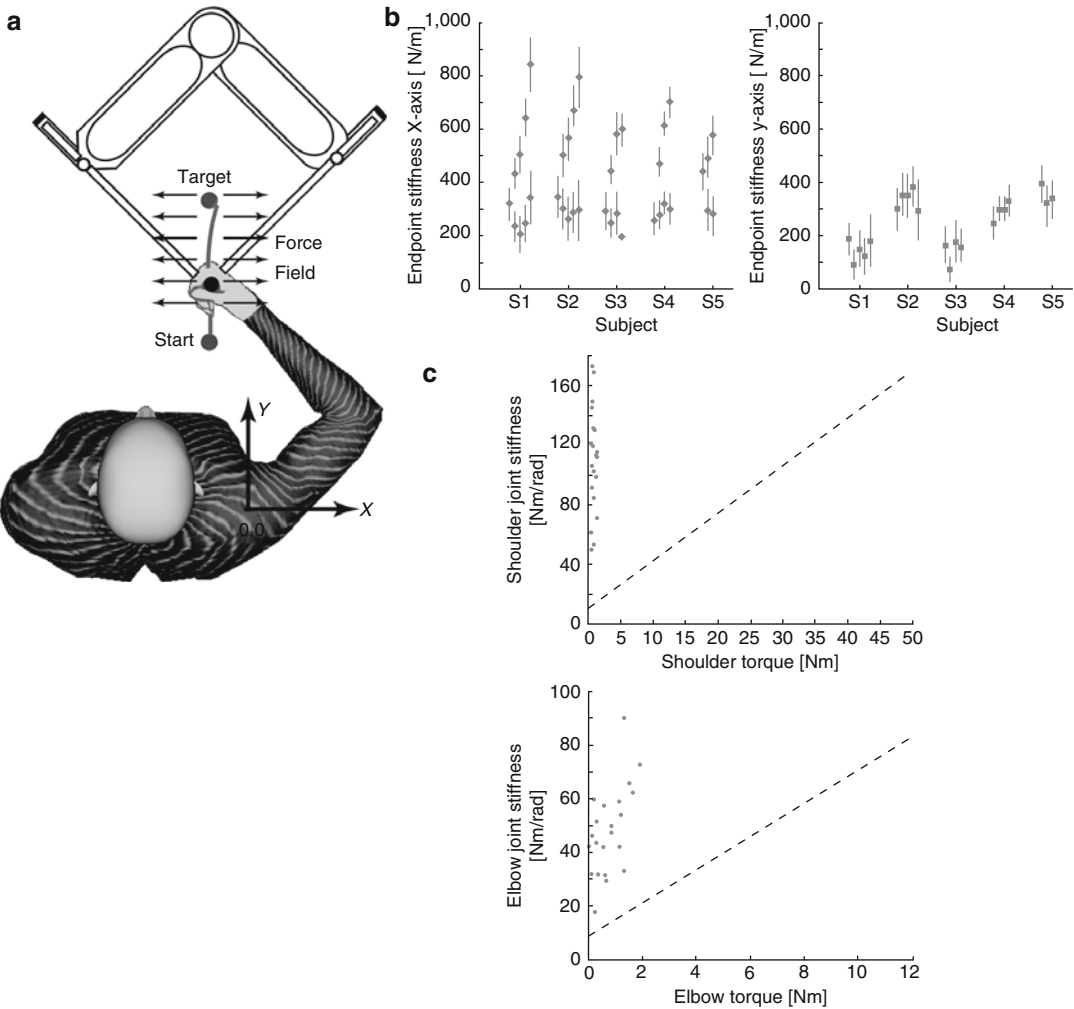 a
Target
Force
Field
Start
Y
X
0,0
b
Endpoint stiffness X-axis [ N/m]
1,000
800
600
400
200
0
S1 S2 S3 S4 S5
Subject
Endpoint stiffness y-axis [ N/m]
1,000
800
600
400
200
0
S1 S2 S3 S4 S5
Subject
c
Shoulder joint stiffness
[Nm/rad]
160
120
80
40
0
0 5 10 15 20 25 30 35 40 45 50
Shoulder torque [Nm]
Elbow joint stiffness
[Nm/rad]
100
80
60
40
20
0
0 2 4 6 8 10 12
Elbow torque [Nm]